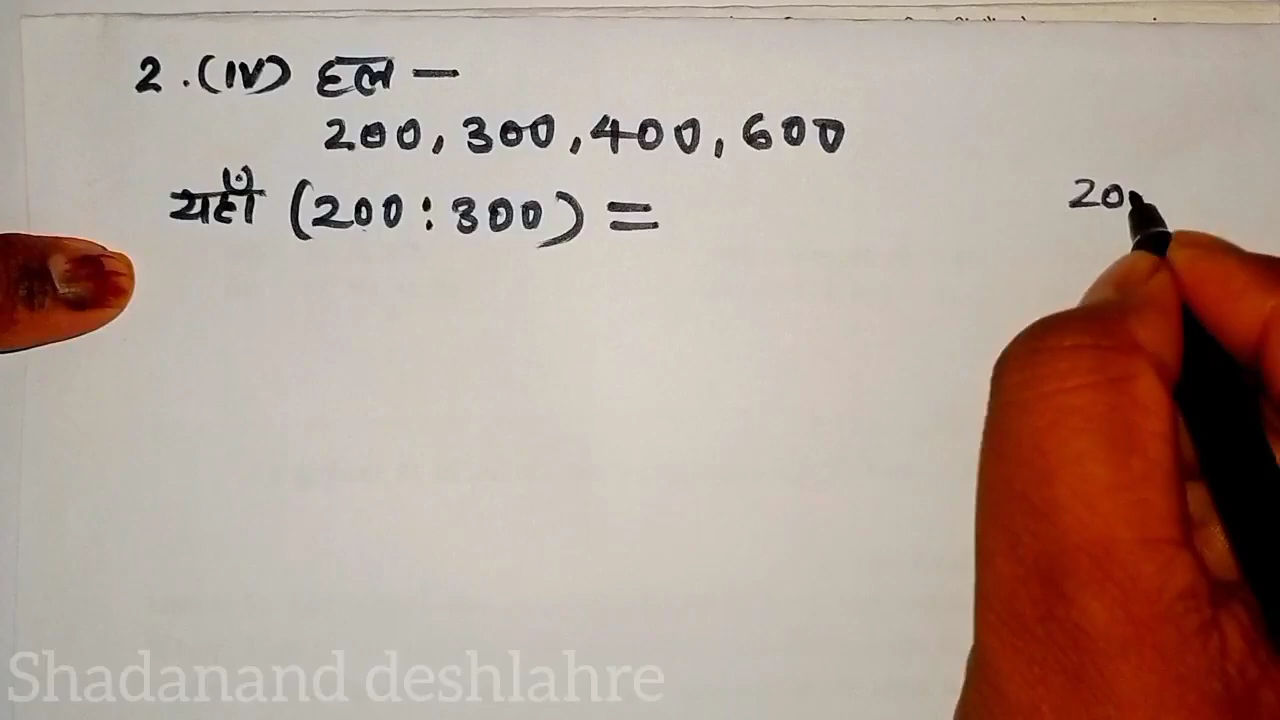 2.(IV) हल —
200, 300, 400, 600
यहाँ (200:300) =
20
Shadanand deshlahre